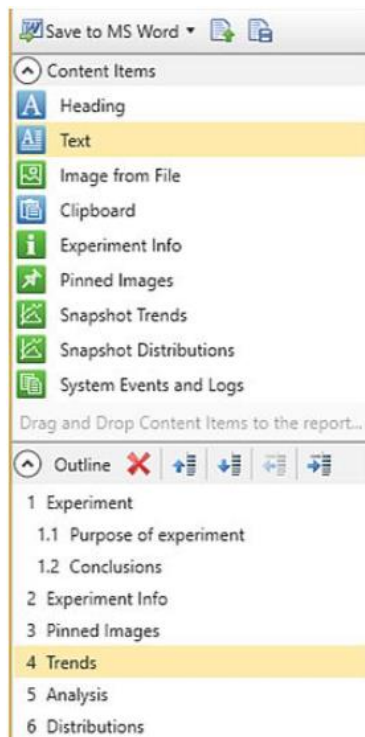 Save to MS Word
Content Items
A Heading
A Text
Image from File
Clipboard
i Experiment Info
Pinned Images
Snapshot Trends
Snapshot Distributions
System Events and Logs
Drag and Drop Content Items to the report...
Outline
1 Experiment
1.1 Purpose of experiment
1.2 Conclusions
2 Experiment Info
3 Pinned Images
4 Trends
5 Analysis
6 Distributions